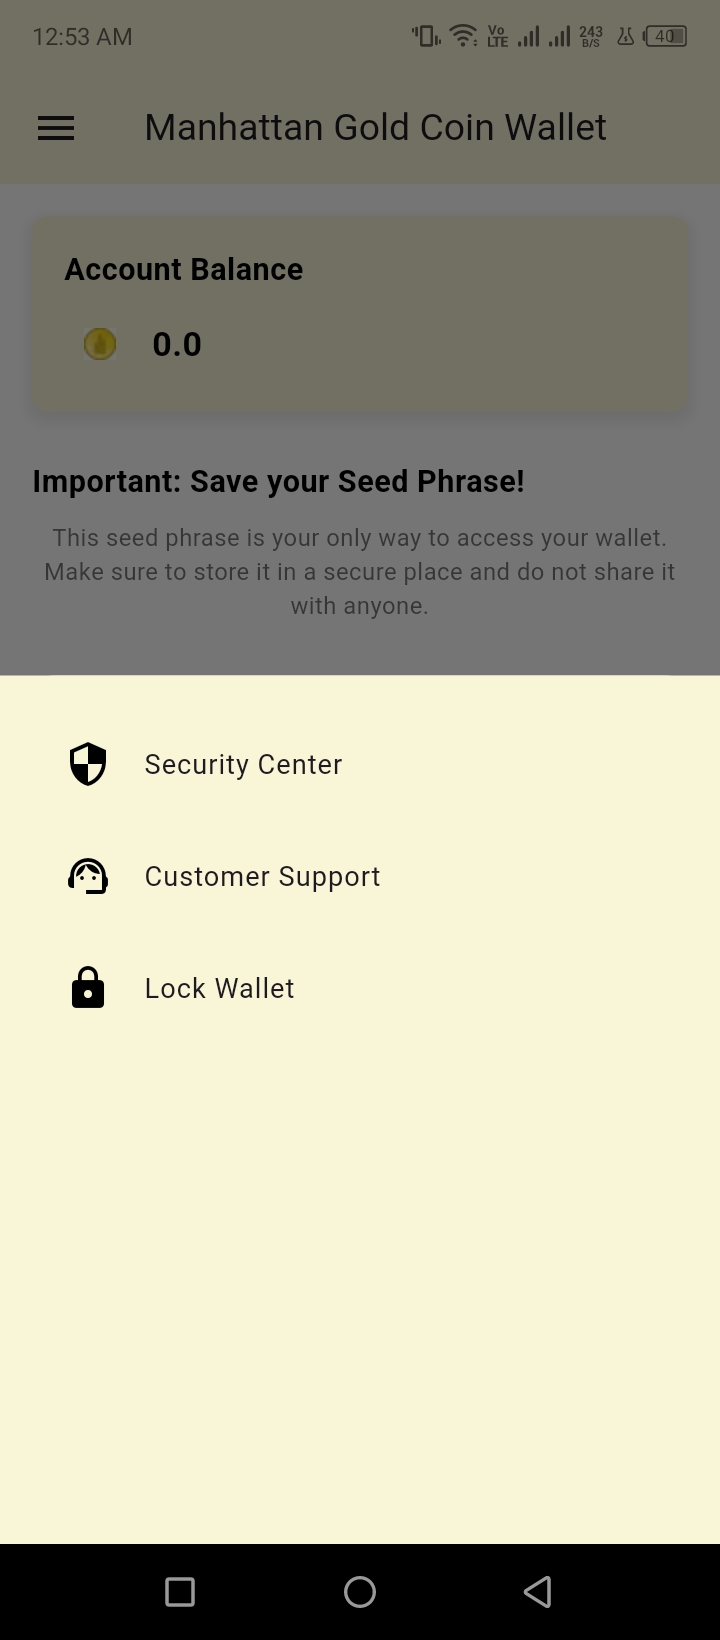 12:53 AM
Vo
LTE
243
B/S
40
Manhattan Gold Coin Wallet
Account Balance
0.0
Important: Save your Seed Phrase!
This seed phrase is your only way to access your wallet.
Make sure to store it in a secure place and do not share it
with anyone.
Security Center
Customer Support
Lock Wallet